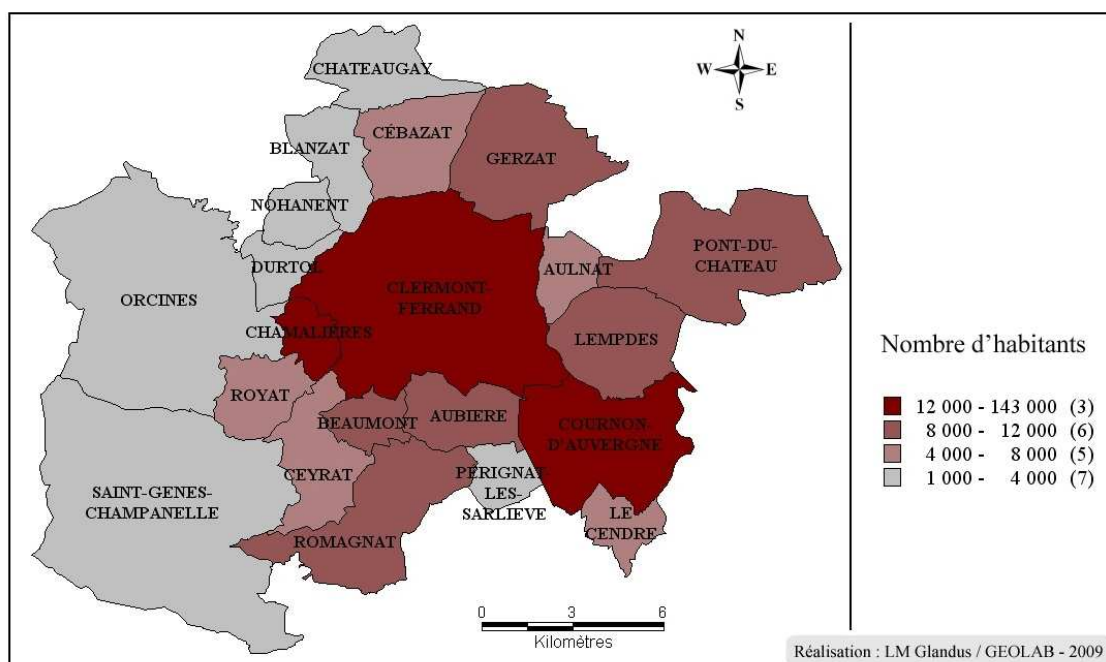 N
W E
S
CHATEAUGAY
CÉBAZAT
BLANZAT
GERZAT
NOHANENT
PONT-DU-
CHATEAU
DURTOL
AULNAT
ORCINES
CLERMONT-
FERRAND
CHAMALIÈRES
LEMPDES
ROYAT
BEAUMONT
AUBIERE
COURNON-
D'AUVERGNE
CEYRAT
PÉRIGNAT-
LES-
SARLIEVE
SAINT-GENES-
CHAMPANELLE
LE
CENDRE
ROMAGNAT
0 3 6
Kilomètres
Nombre d'habitants
12 000 - 143 000 (3)
8 000 - 12 000 (6)
4 000 - 8 000 (5)
1 000 - 4 000 (7)
Réalisation : LM Glandus / GEOLAB - 2009